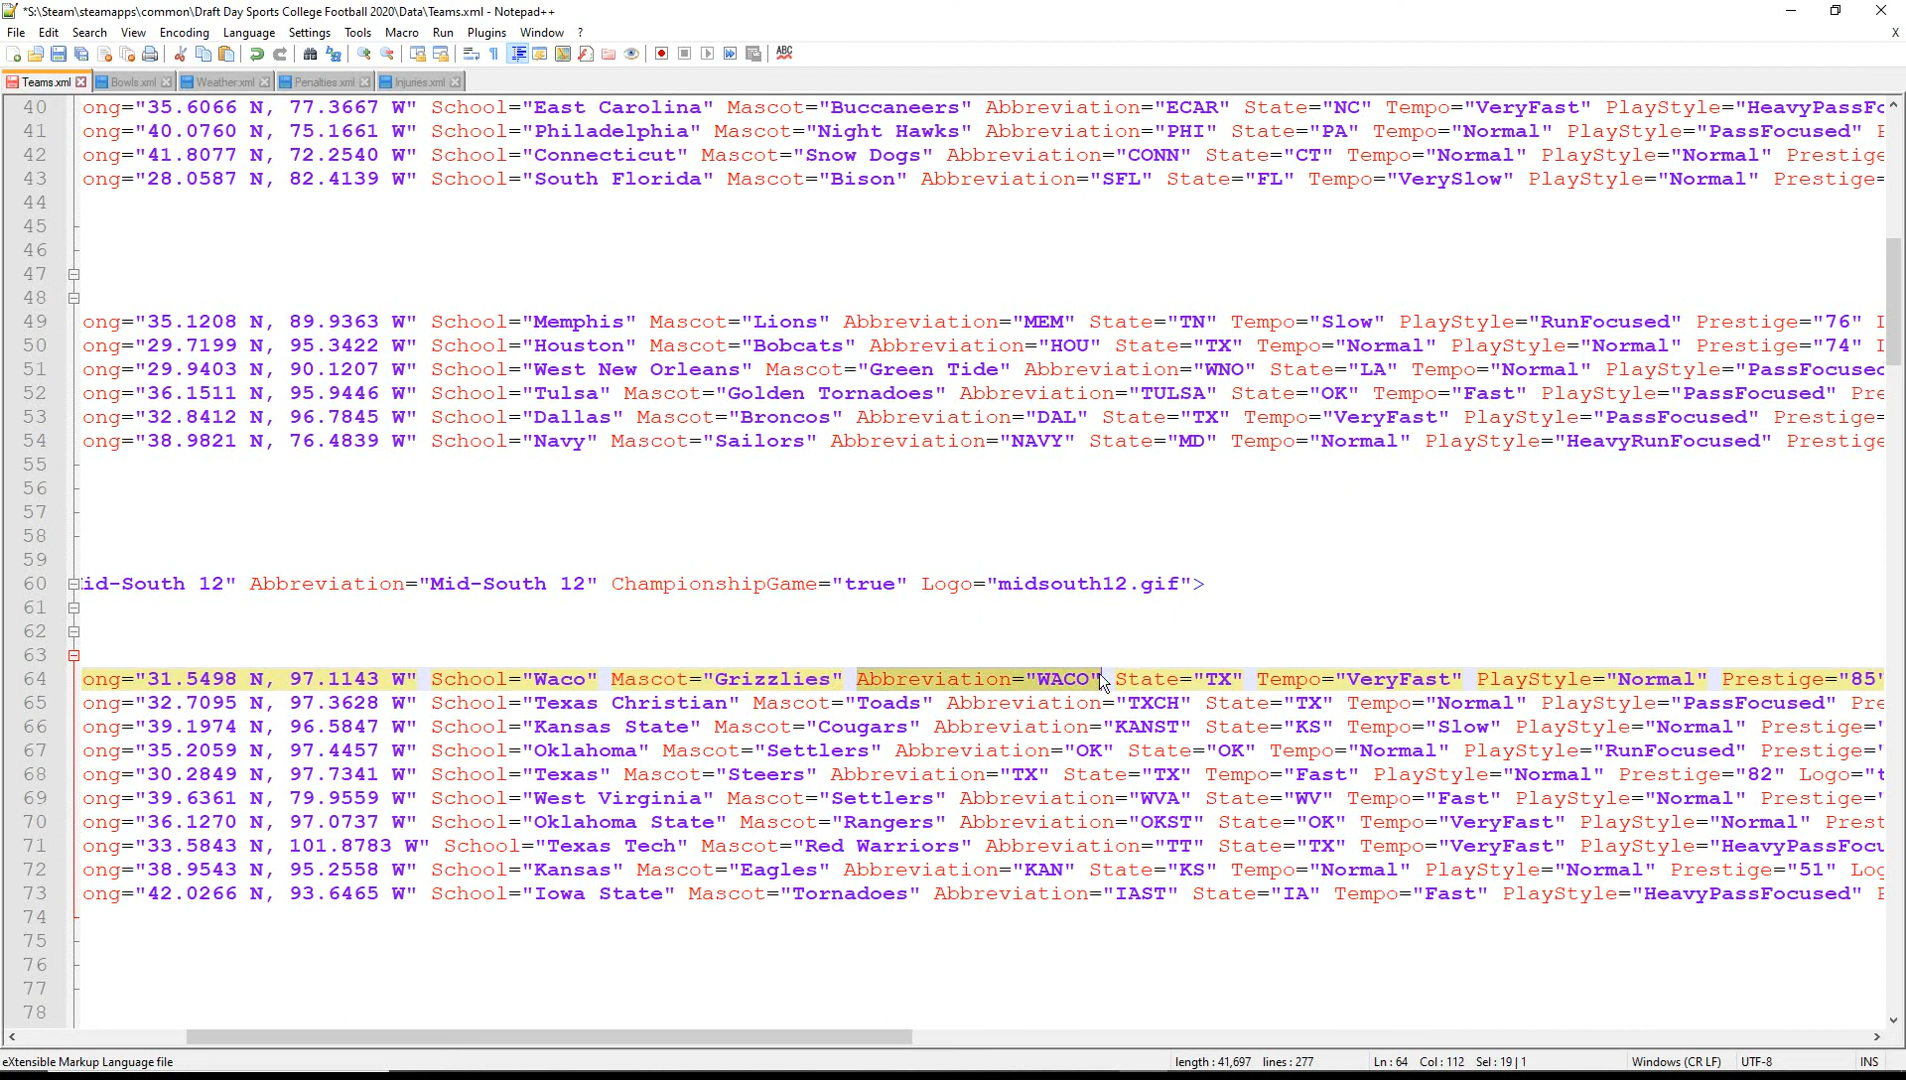 *S:\Steam\steamapps\common\Draft Day Sports College Football 2020\Data\Teams.xml - Notepad++
File Edit Search View Encoding Language Settings Tools Macro Run Plugins Window ? X
Teams.xml Bowls.xml Weather.xml Penalties.xml Injuries.xml
40 ong="35.6066 N, 77.3667 W" School="East Carolina" Mascot="Buccaneers" Abbreviation="ECAR" State="NC" Tempo="VeryFast" PlayStyle="HeavyPassFo
41 ong="40.0760 N, 75.1661 W" School="Philadelphia" Mascot="Night Hawks" Abbreviation="PHI" State="PA" Tempo="Normal" PlayStyle="PassFocused" P
42 ong="41.8077 N, 72.2540 W" School="Connecticut" Mascot="Snow Dogs" Abbreviation="CONN" State="CT" Tempo="Normal" PlayStyle="Normal" Prestige
43 ong="28.0587 N, 82.4139 W" School="South Florida" Mascot="Bison" Abbreviation="SFL" State="FL" Tempo="VerySlow" PlayStyle="Normal" Prestige=
44
45
46
47
48
49 ong="35.1208 N, 89.9363 W" School="Memphis" Mascot="Lions" Abbreviation="MEM" State="TN" Tempo="Slow" PlayStyle="RunFocused" Prestige="76"
50 ong="29.7199 N, 95.3422 W" School="Houston" Mascot="Bobcats" Abbreviation="HOU" State="TX" Tempo="Normal" PlayStyle="Normal" Prestige="74"
51 ong="29.9403 N, 90.1207 W" School="West New Orleans" Mascot="Green Tide" Abbreviation="WNO" State="LA" Tempo="Normal" PlayStyle="PassFocused
52 ong="36.1511 N, 95.9446 W" School="Tulsa" Mascot="Golden Tornadoes" Abbreviation="TULSA" State="OK" Tempo="Fast" PlayStyle="PassFocused" Pre
53 ong="32.8412 N, 96.7845 W" School="Dallas" Mascot="Broncos" Abbreviation="DAL" State="TX" Tempo="VeryFast" PlayStyle="PassFocused" Prestige=
54 ong="38.9821 N, 76.4839 W" School="Navy" Mascot="Sailors" Abbreviation="NAVY" State="MD" Tempo="Normal" PlayStyle="HeavyRunFocused" Prestige
55
56
57
58
59
60 id-South 12" Abbreviation="Mid-South 12" ChampionshipGame="true" Logo="midsouth12.gif">
61
62
63
64 ong="31.5498 N, 97.1143 W" School="Waco" Mascot="Grizzlies" Abbreviation="WACO" State="TX" Tempo="VeryFast" PlayStyle="Normal" Prestige="85"
65 ong="32.7095 N, 97.3628 W" School="Texas Christian" Mascot="Toads" Abbreviation="TXCH" State="TX" Tempo="Normal" PlayStyle="PassFocused" Pre
66 ong="39.1974 N, 96.5847 W" School="Kansas State" Mascot="Cougars" Abbreviation="KANST" State="KS" Tempo="Slow" PlayStyle="Normal" Prestige="
67 ong="35.2059 N, 97.4457 W" School="Oklahoma" Mascot="Settlers" Abbreviation="OK" State="OK" Tempo="Normal" PlayStyle="RunFocused" Prestige="
68 ong="30.2849 N, 97.7341 W" School="Texas" Mascot="Steers" Abbreviation="TX" State="TX" Tempo="Fast" PlayStyle="Normal" Prestige="82" Logo="t
69 ong="39.6361 N, 79.9559 W" School="West Virginia" Mascot="Settlers" Abbreviation="WVA" State="WV" Tempo="Fast" PlayStyle="Normal" Prestige="
70 ong="36.1270 N, 97.0737 W" School="Oklahoma State" Mascot="Rangers" Abbreviation="OKST" State="OK" Tempo="VeryFast" PlayStyle="Normal" Prest
71 ong="33.5843 N, 101.8783 W" School="Texas Tech" Mascot="Red Warriors" Abbreviation="TT" State="TX" Tempo="VeryFast" PlayStyle="HeavyPassFocu
72 ong="38.9543 N, 95.2558 W" School="Kansas" Mascot="Eagles" Abbreviation="KAN" State="KS" Tempo="Normal" PlayStyle="Normal" Prestige="51" Log
73 ong="42.0266 N, 93.6465 W" School="Iowa State" Mascot="Tornadoes" Abbreviation="IAST" State="IA" Tempo="Fast" PlayStyle="HeavyPassFocused"
74
75
76
77
78
eXtensible Markup Language file length : 41,697 lines : 277 Ln : 64 Col : 112 Sel : 19 | 1 Windows (CR LF) UTF-8 INS